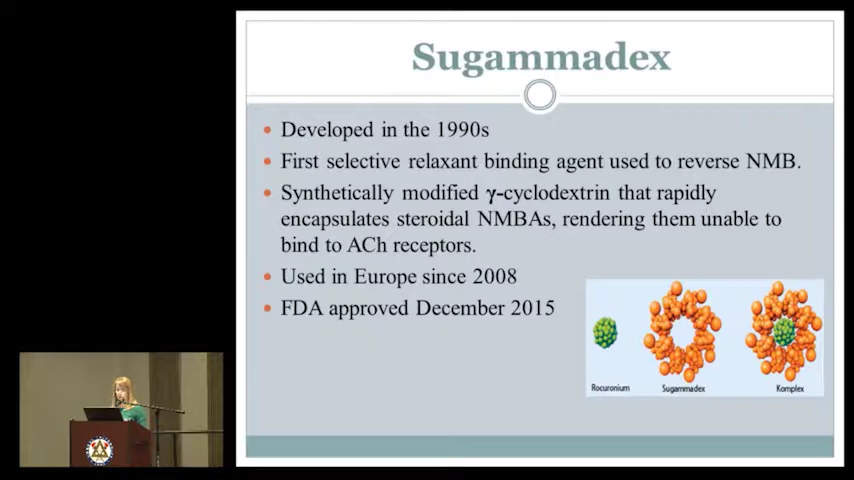 Sugammadex
Developed in the 1990s
First selective relaxant binding agent used to reverse NMB.
Synthetically modified γ-cyclodextrin that rapidly
encapsulates steroidal NMBAs, rendering them unable to
bind to ACh receptors.
Used in Europe since 2008
FDA approved December 2015
Rocuronium
Sugammadex
Komplex